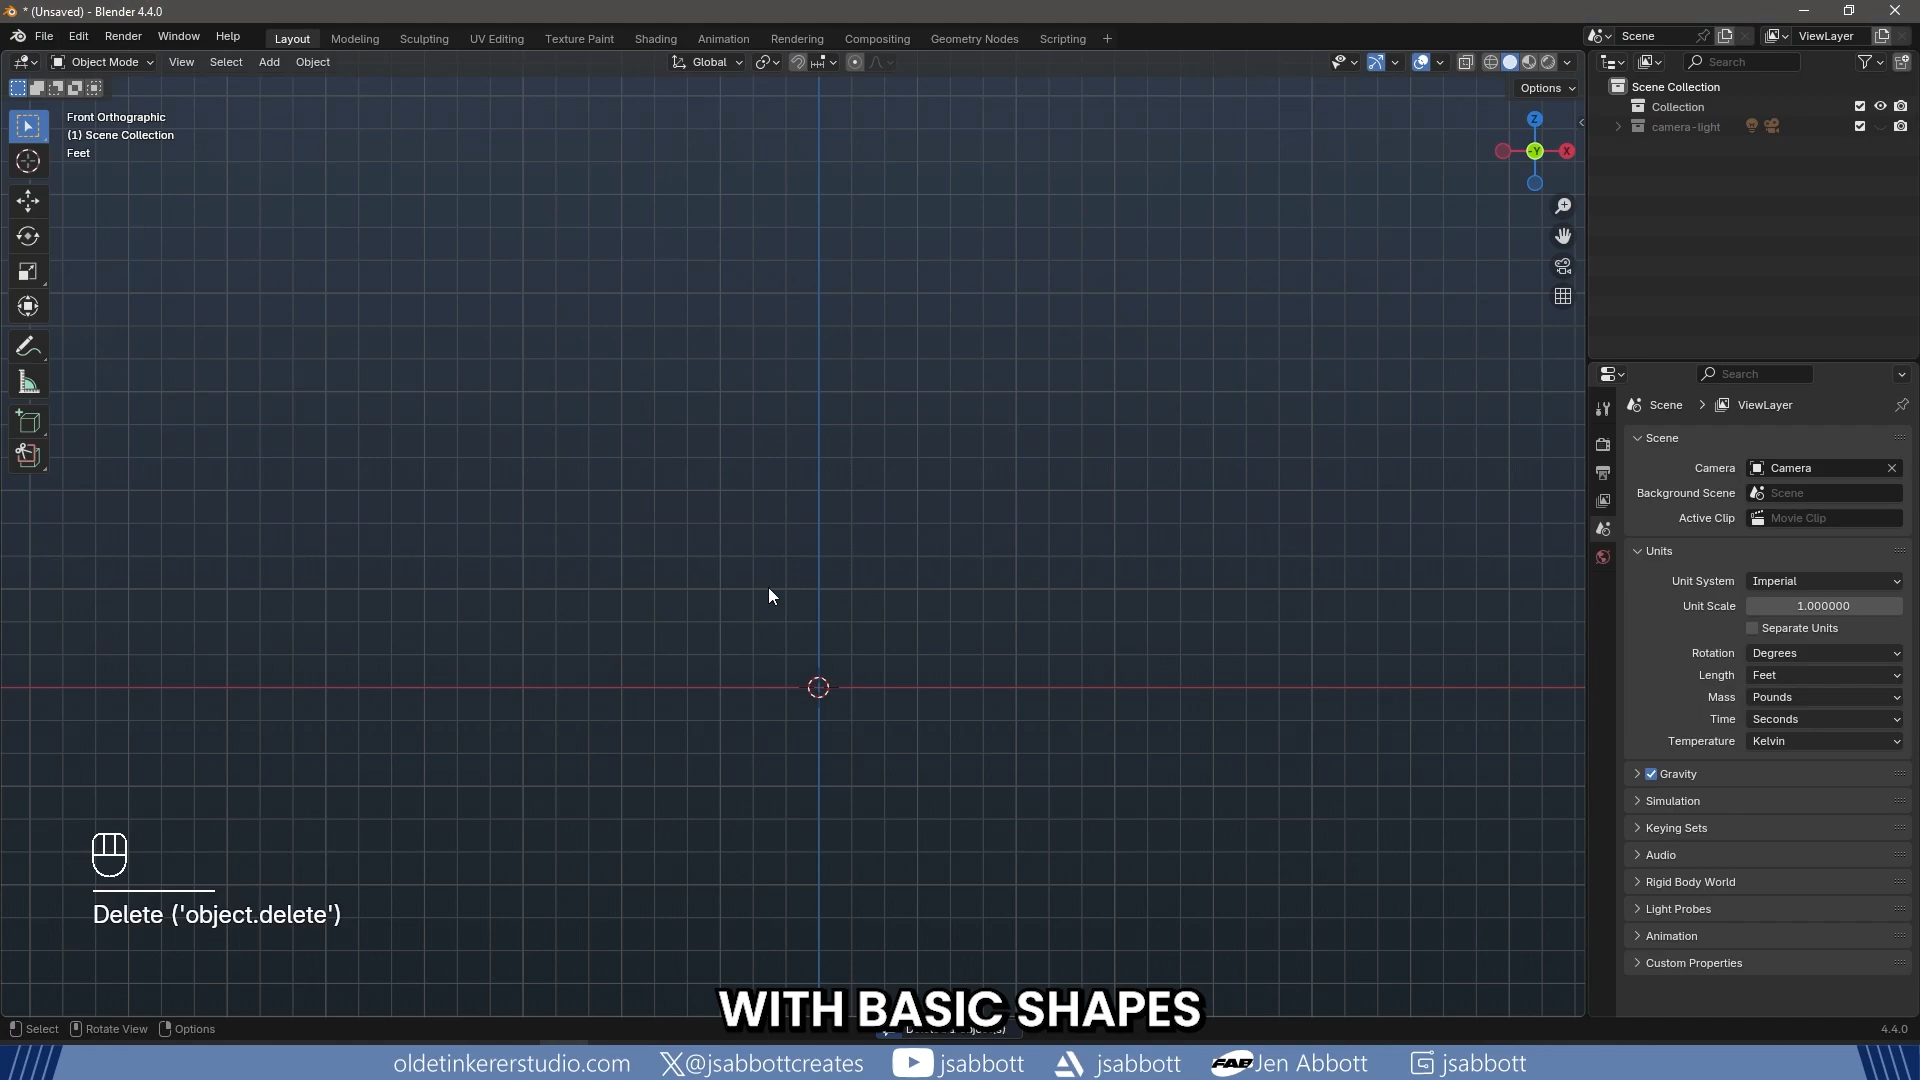 * (Unsaved) - Blender 4.4.0
File Edit Render Window Help
Layout Modeling Sculpting UV Editing Texture Paint Shading Animation Rendering Compositing Geometry Nodes Scripting +
Scene
ViewLayer
Object Mode View Select Add Object
Global
Search
Options
Front Orthographic
(1) Scene Collection
Feet
Z
-Y
X
Scene Collection
Collection
camera-light
Search
Scene > ViewLayer
Scene
Camera Camera
Background Scene Scene
Active Clip Movie Clip
Units
Unit System Imperial
Unit Scale 1.000000
Separate Units
Rotation Degrees
Length Feet
Mass Pounds
Time Seconds
Temperature Kelvin
Gravity
Simulation
Keying Sets
Audio
Rigid Body World
Light Probes
Animation
Custom Properties
Delete ('object.delete')
WITH BASIC SHAPES
Select Rotate View Options
4.4.0
oldetinkererstudio.com @jsabbottcreates jsabbott jsabbott FAB Jen Abbott jsabbott